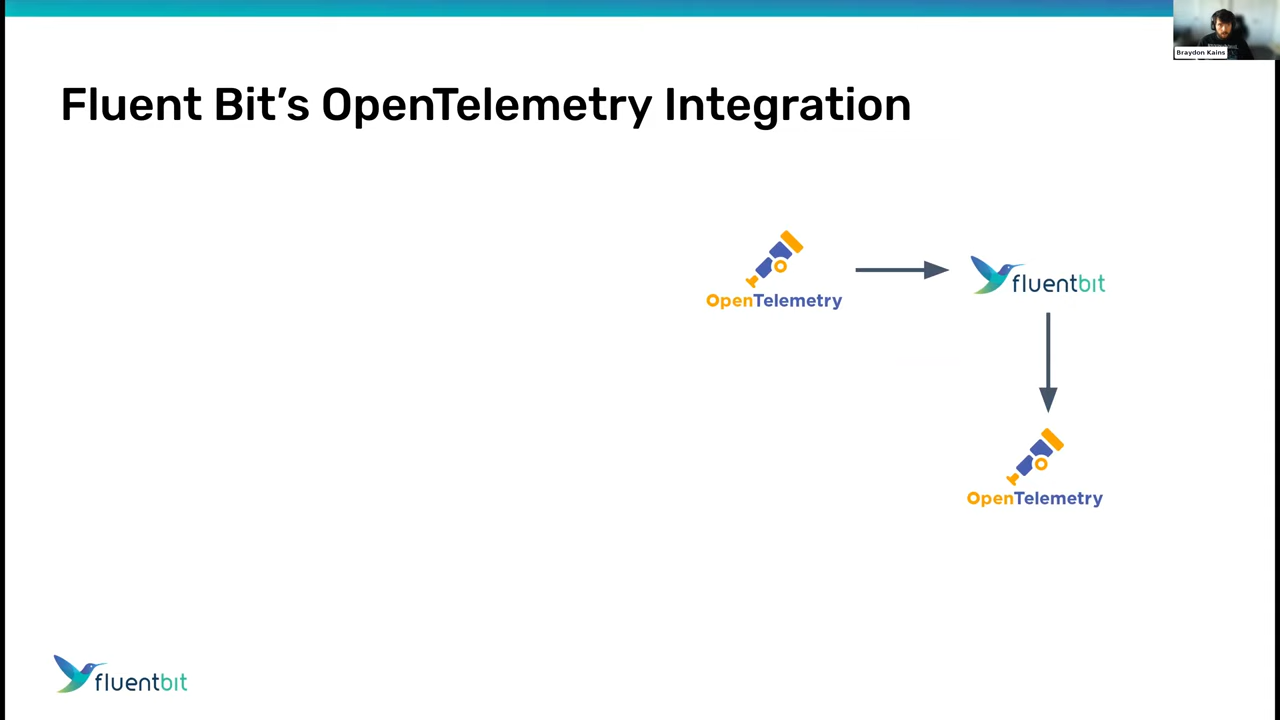 Braydon Kains
Fluent Bit's OpenTelemetry Integration
OpenTelemetry
fluentbit
OpenTelemetry
fluentbit